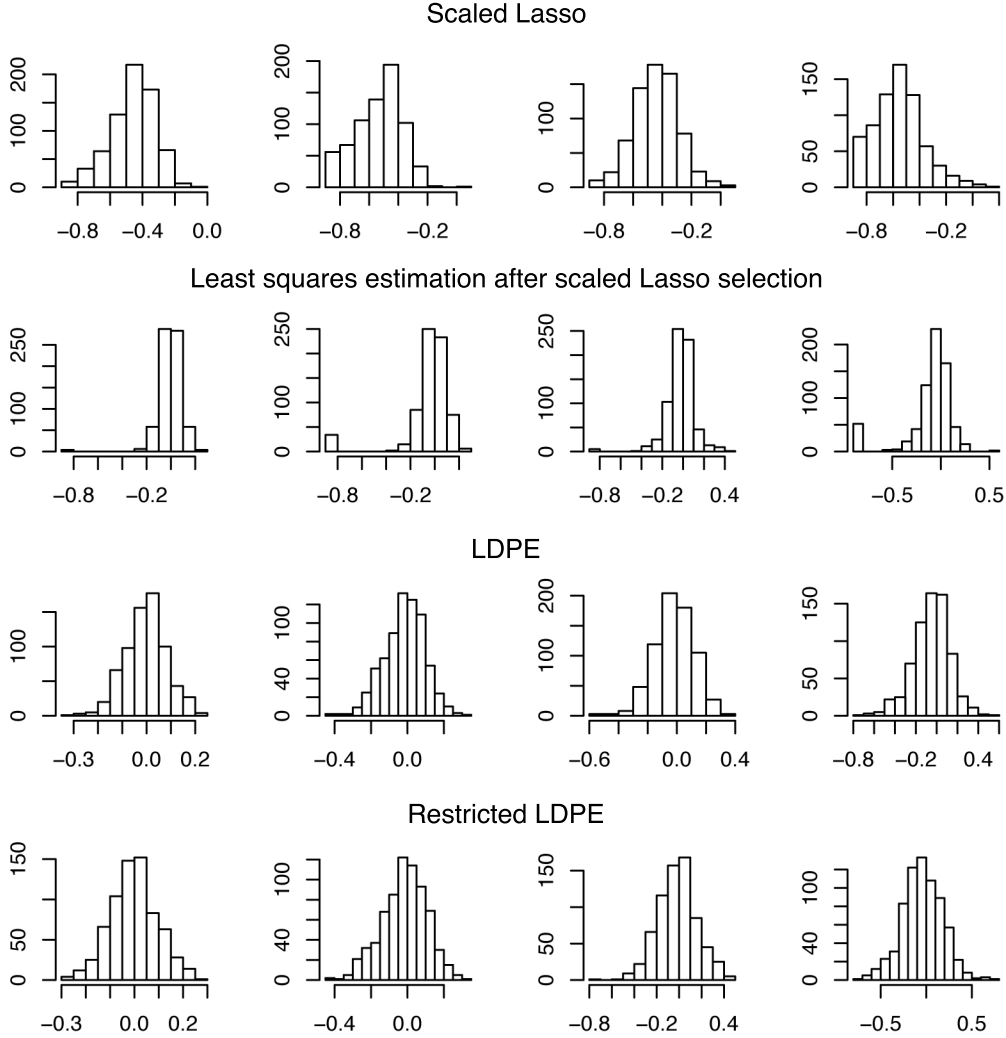 Scaled Lasso
0 100 200
0 100 200
0 100
0 50 150
−0.8 −0.4 0.0
−0.8 −0.2
−0.8 −0.2
−0.8 −0.2
Least squares estimation after scaled Lasso selection
0 100 250
0 100 250
0 100 250
0 100 200
−0.8 −0.2
−0.8 −0.2
−0.8 −0.2 0.4
−0.5 0.5
LDPE
0 100
0 40 100
0 100 200
0 50 150
−0.3 0.0 0.2
−0.4 0.0
−0.6 0.0 0.4
−0.8 −0.2 0.4
Restricted LDPE
0 50 150
0 40 100
0 50 150
0 40 100
−0.3 0.0 0.2
−0.4 0.0
−0.8 −0.2 0.4
−0.5 0.5